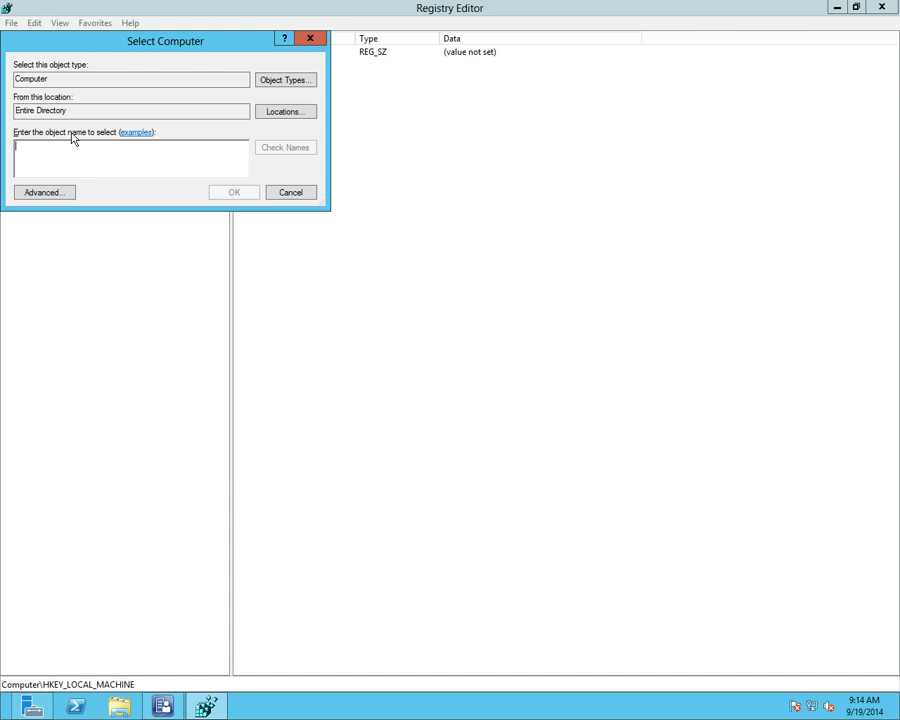 Registry Editor
File Edit View Favorites Help
Select Computer
? x
Type Data
REG_SZ (value not set)
Select this object type:
Computer
Object Types...
From this location:
Entire Directory
Locations...
Enter the object name to select (examples):
Check Names
Advanced...
OK
Cancel
Computer\HKEY_LOCAL_MACHINE
9:14 AM
9/19/2014